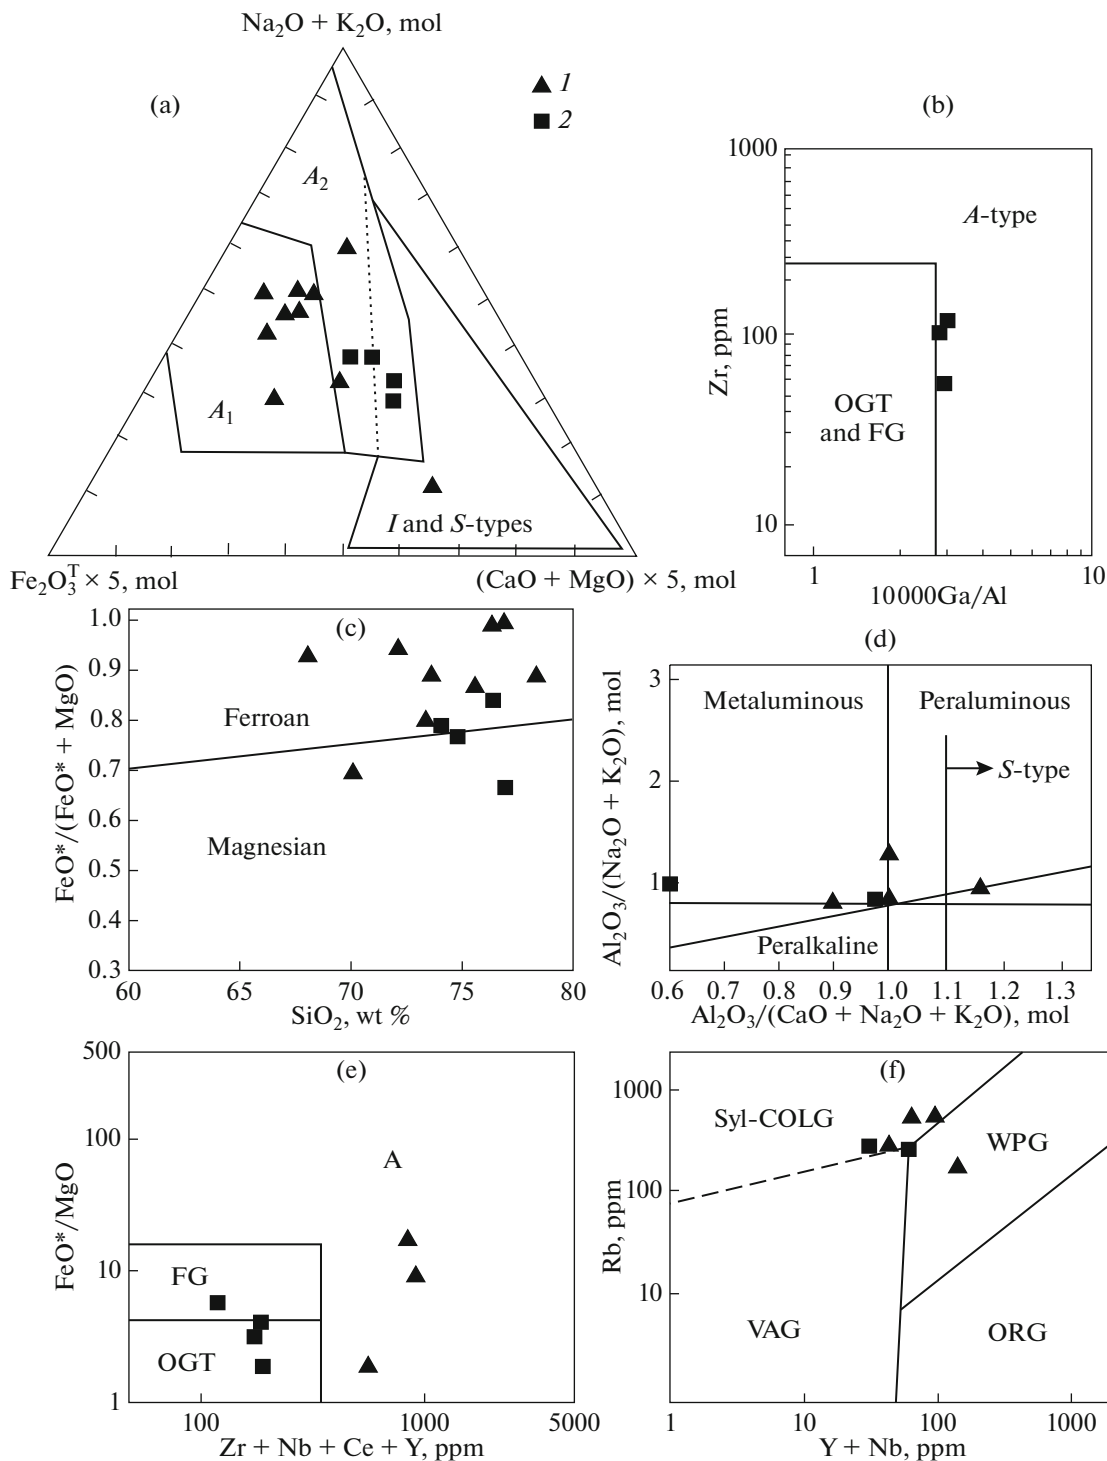 Na₂O + K₂O, mol
(a)
1
2
A₂
A₁
I and S-types
Fe₂O₃ᵀ × 5, mol
(CaO + MgO) × 5, mol
(b)
1000
A-type
Zr, ppm
100
OGT
and FG
10
1
10
10000Ga/Al
(c)
1.0
0.9
0.8
0.7
0.6
0.5
0.4
0.3
FeO*/(FeO* + MgO)
Ferroan
Magnesian
60
65
70
75
80
SiO₂, wt %
(d)
3
2
1
Al₂O₃/(Na₂O + K₂O), mol
Metaluminous
Peraluminous
S-type
Peralkaline
0.6
0.7
0.8
0.9
1.0
1.1
1.2
1.3
Al₂O₃/(CaO + Na₂O + K₂O), mol
(e)
500
100
10
1
FeO*/MgO
A
FG
OGT
100
1000
5000
Zr + Nb + Ce + Y, ppm
(f)
1000
100
10
Rb, ppm
Syl-COLG
WPG
VAG
ORG
1
10
100
1000
Y + Nb, ppm